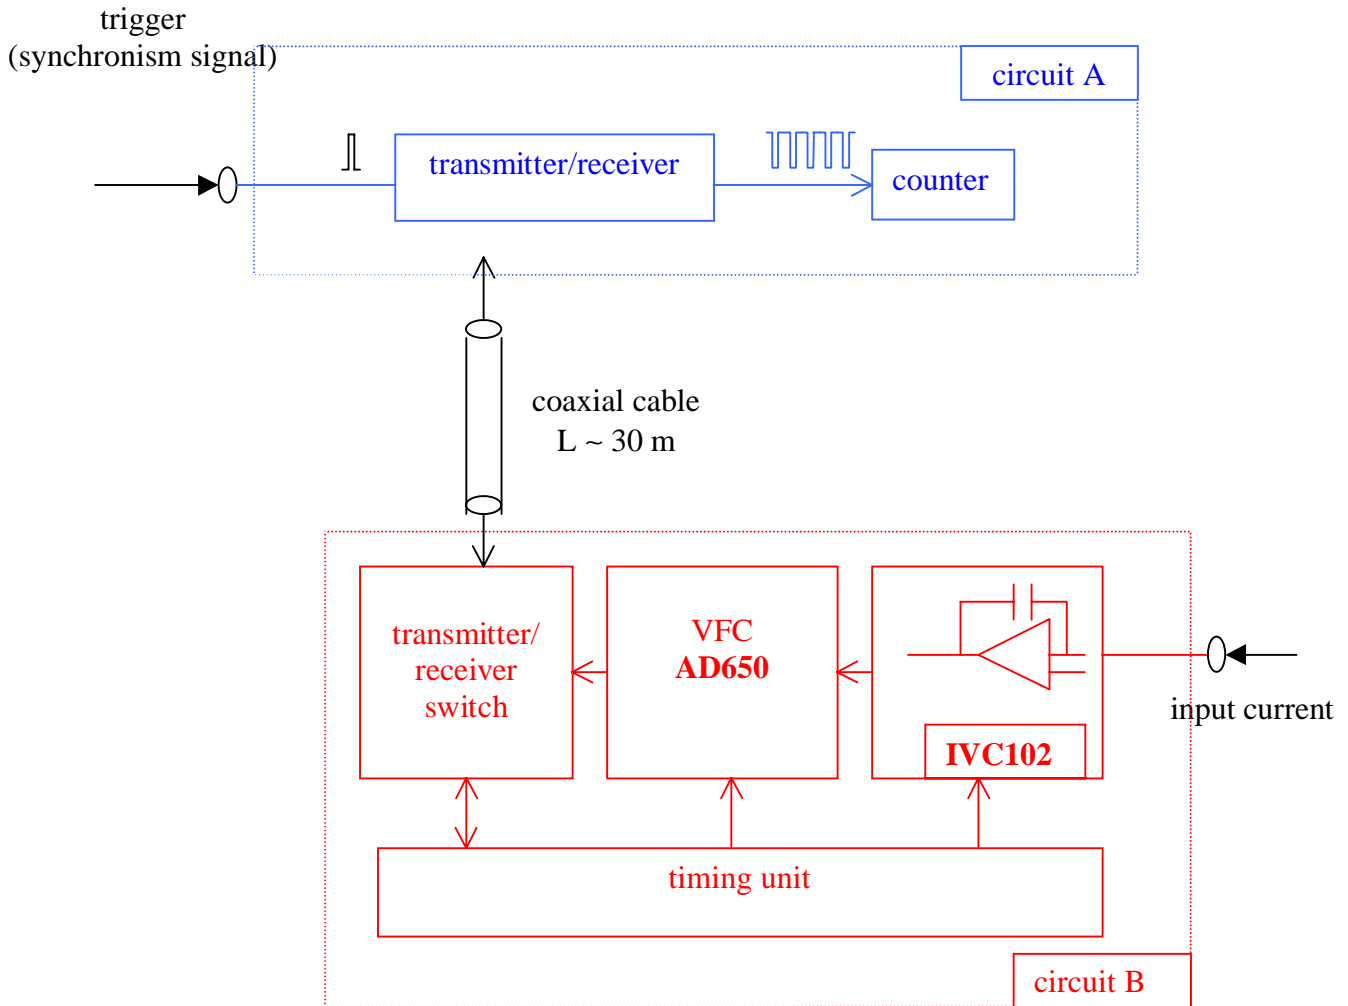 trigger
(synchronism signal)
circuit A
transmitter/receiver
counter
coaxial cable
L ~ 30 m
transmitter/
receiver
switch
VFC
AD650
IVC102
input current
timing unit
circuit B